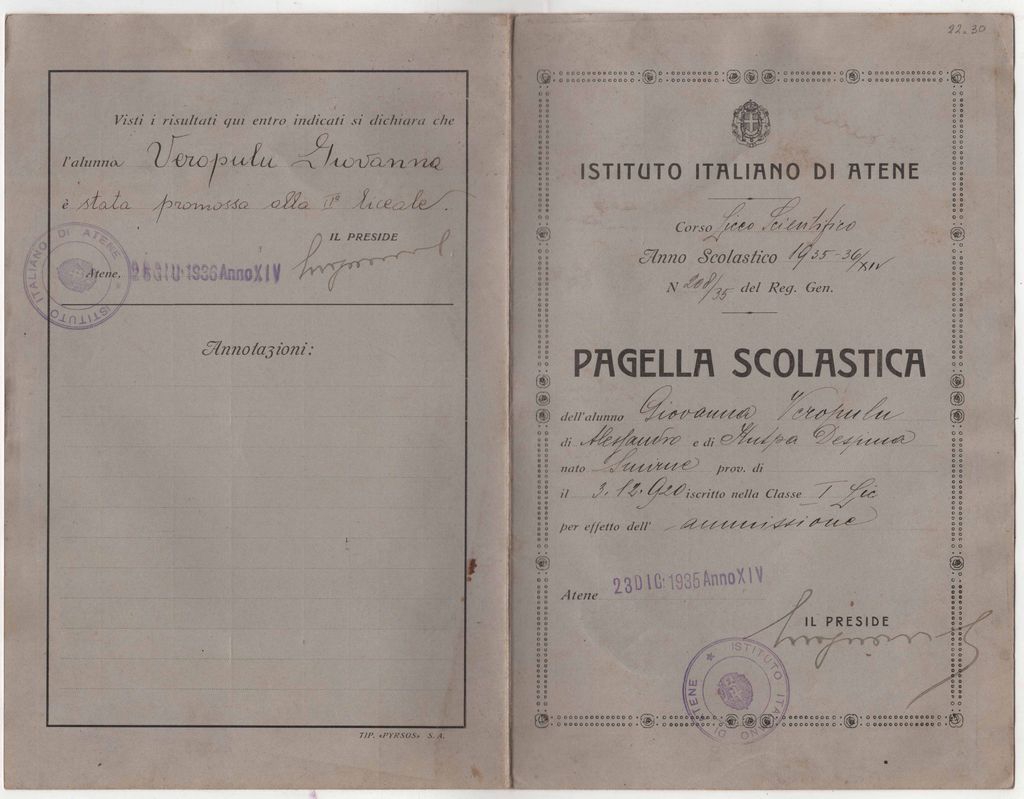 Visti i risultati qui entro indicati si dichiara che
l'alunna Veropulu Giovanna
è stata promossa alla IIª liceale.
IL PRESIDE
Atene, 26 GIU. 1936 Anno XIV
ISTITUTO ITALIANO DI ATENE
Annotazioni:
TIP. «PYRSOS» S. A.
22.30
ISTITUTO ITALIANO DI ATENE
Corso Liceo Scientifico
Anno Scolastico 1935-36/XIV
N 208/35 del Reg. Gen.
PAGELLA SCOLASTICA
dell'alunno Giovanna Veropulu
di Alessandro e di Despina
nato Smirne prov. di
il 3.12.920 iscritto nella Classe I Lic
per effetto dell' ammissione
Atene 23 DIC. 1935 Anno XIV
IL PRESIDE
ISTITUTO ITALIANO DI ATENE